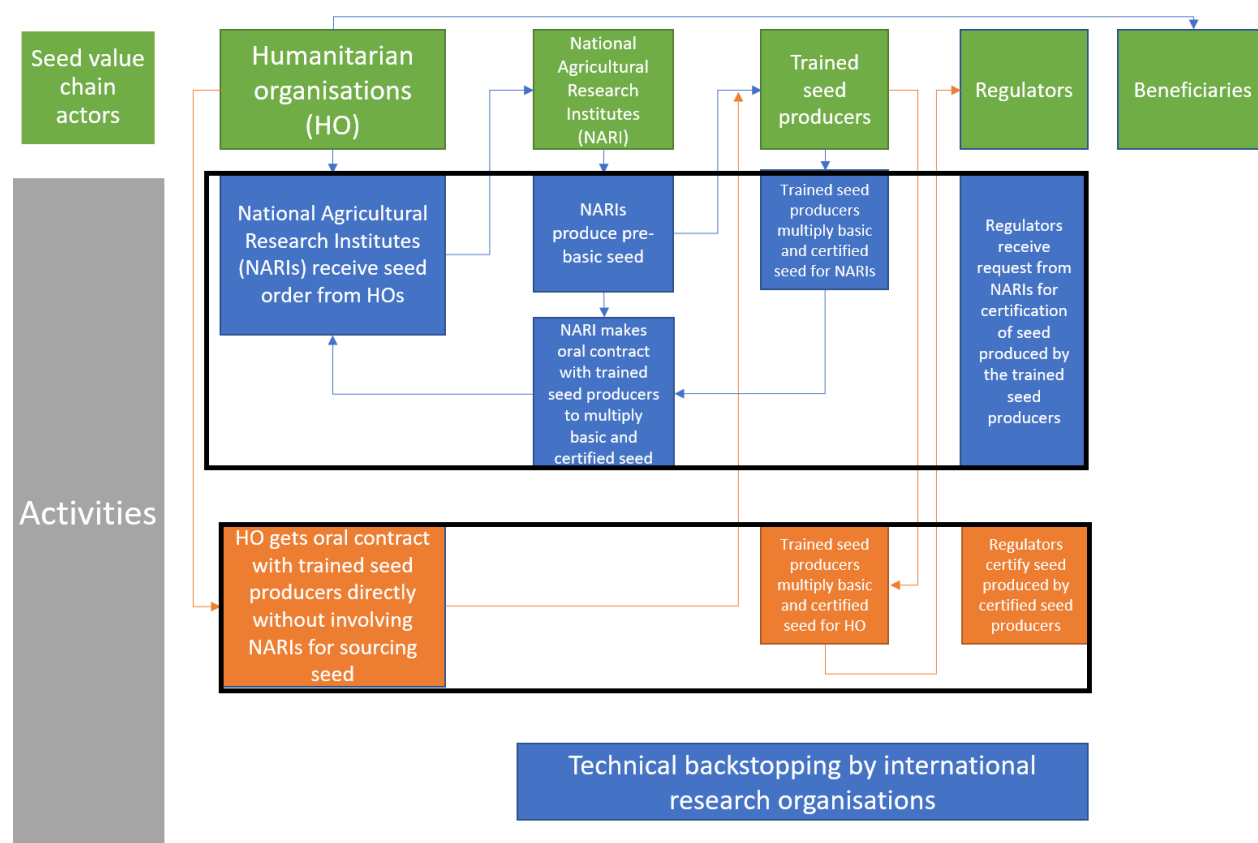 Seed value
chain
actors
Humanitarian
organisations
(HO)
National
Agricultural
Research
Institutes
(NARI)
Trained
seed
producers
Regulators
Beneficiaries
Activities
National Agricultural
Research Institutes
(NARIs) receive seed
order from HOs
NARIs
produce pre-
basic seed
Trained seed
producers
multiply basic
and certified
seed for NARIs
Regulators
receive
request from
NARIs for
certification
of seed
produced by
the trained
seed
producers
NARI makes
oral contract
with trained
seed producers
to multiply
basic and
certified seed
HO gets oral contract
with trained seed
producers directly
without involving
NARIs for sourcing
seed
Trained seed
producers
multiply basic
and certified
seed for HO
Regulators
certify seed
produced by
certified seed
producers
Technical backstopping by international
research organisations